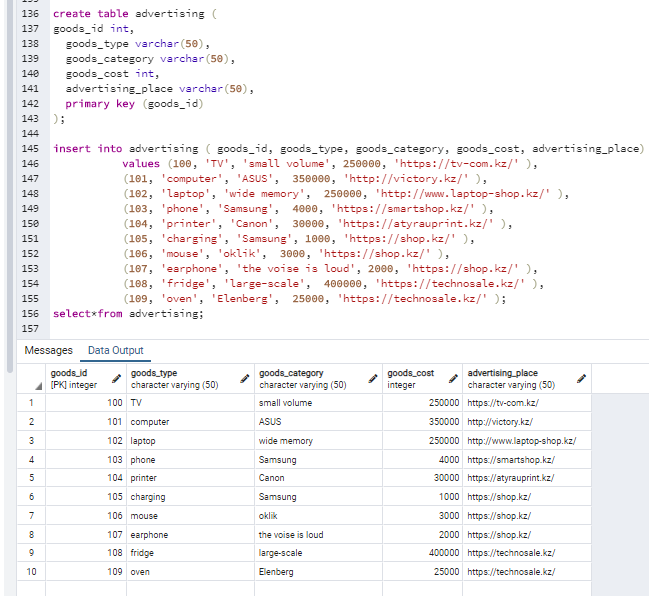 136 create table advertising (
137 goods_id int,
138 goods_type varchar(50),
139 goods_category varchar(50),
140 goods_cost int,
141 advertising_place varchar(50),
142 primary key (goods_id)
143 );
144
145 insert into advertising ( goods_id, goods_type, goods_category, goods_cost, advertising_place)
146 values (100, 'TV', 'small volume', 250000, 'https://tv-com.kz/' ),
147 (101, 'computer', 'ASUS', 350000, 'http://victory.kz/' ),
148 (102, 'laptop', 'wide memory', 250000, 'http://www.laptop-shop.kz/' ),
149 (103, 'phone', 'Samsung', 4000, 'https://smartshop.kz/' ),
150 (104, 'printer', 'Canon', 30000, 'https://atyrauprint.kz/' ),
151 (105, 'charging', 'Samsung', 1000, 'https://shop.kz/' ),
152 (106, 'mouse', 'oklik', 3000, 'https://shop.kz/' ),
153 (107, 'earphone', 'the voise is loud', 2000, 'https://shop.kz/' ),
154 (108, 'fridge', 'large-scale', 400000, 'https://technosale.kz/' ),
155 (109, 'oven', 'Elenberg', 25000, 'https://technosale.kz/' );
156 select*from advertising;
157
Messages Data Output
goods_id goods_type goods_category goods_cost advertising_place
[PK] integer character varying (50) character varying (50) integer character varying (50)
1 100 TV small volume 250000 https://tv-com.kz/
2 101 computer ASUS 350000 http://victory.kz/
3 102 laptop wide memory 250000 http://www.laptop-shop.kz/
4 103 phone Samsung 4000 https://smartshop.kz/
5 104 printer Canon 30000 https://atyrauprint.kz/
6 105 charging Samsung 1000 https://shop.kz/
7 106 mouse oklik 3000 https://shop.kz/
8 107 earphone the voise is loud 2000 https://shop.kz/
9 108 fridge large-scale 400000 https://technosale.kz/
10 109 oven Elenberg 25000 https://technosale.kz/